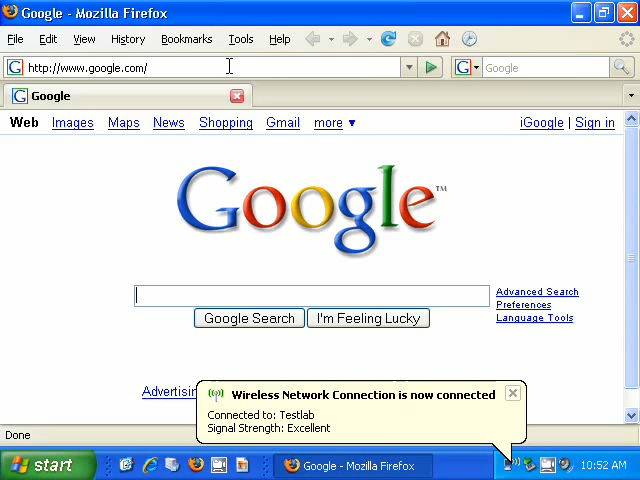 Google - Mozilla Firefox
File Edit View History Bookmarks Tools Help
G http://www.google.com/ G Google
G Google
Web Images Maps News Shopping Gmail more ▼ iGoogle | Sign in
Google™
Advanced Search
Preferences
Language Tools
Google Search I'm Feeling Lucky
Advertisin
Wireless Network Connection is now connected
Connected to: Testlab
Signal Strength: Excellent
Done
start Google - Mozilla Firefox 10:52 AM